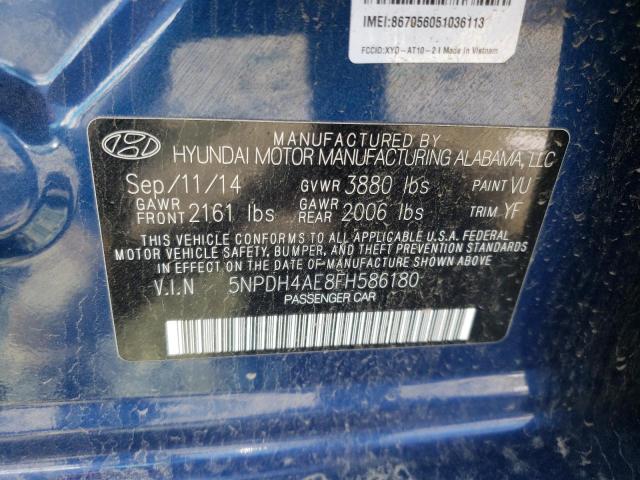 IMEI:867056051036113
FCCID:XYO-AT10-2 I Made in Vietnam
MANUFACTURED BY
HYUNDAI MOTOR MANUFACTURING ALABAMA, LLC
Sep/11/14 GVWR 3880 lbs PAINT VU
GAWR FRONT 2161 lbs GAWR REAR 2006 lbs TRIM YF
THIS VEHICLE CONFORMS TO ALL APPLICABLE U.S.A. FEDERAL
MOTOR VEHICLE SAFETY, BUMPER, AND THEFT PREVENTION STANDARDS
IN EFFECT ON THE DATE OF MANUFACTURE SHOWN ABOVE
V.I.N 5NPDH4AE8FH586180
PASSENGER CAR